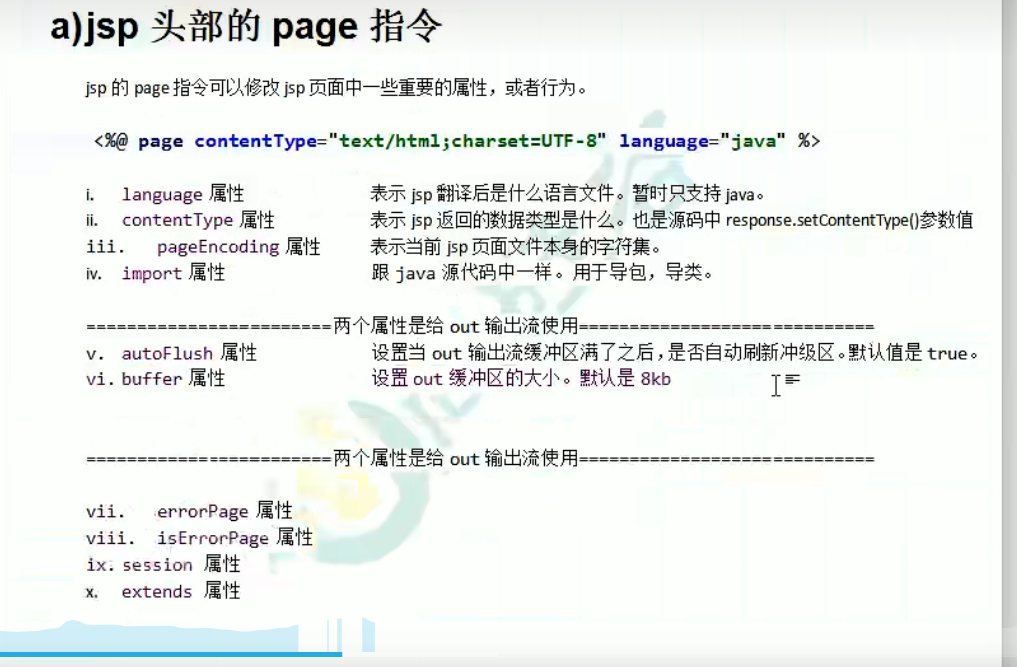 a)jsp 头部的 page 指令
jsp 的 page 指令可以修改 jsp 页面中一些重要的属性，或者行为。
<%@ page contentType="text/html;charset=UTF-8" language="java" %>
i. language 属性 表示 jsp 翻译后是什么语言文件。暂时只支持 java。
ii. contentType 属性 表示 jsp 返回的数据类型是什么。也是源码中 response.setContentType()参数值
iii. pageEncoding 属性 表示当前 jsp 页面文件本身的字符集。
iv. import 属性 跟 java 源代码中一样。用于导包，导类。
========================两个属性是给 out 输出流使用=============================
v. autoFlush 属性 设置当 out 输出流缓冲区满了之后，是否自动刷新冲级区。默认值是 true。
vi. buffer 属性 设置 out 缓冲区的大小。默认是 8kb
========================两个属性是给 out 输出流使用=============================
vii. errorPage 属性
viii. isErrorPage 属性
ix. session 属性
x. extends 属性